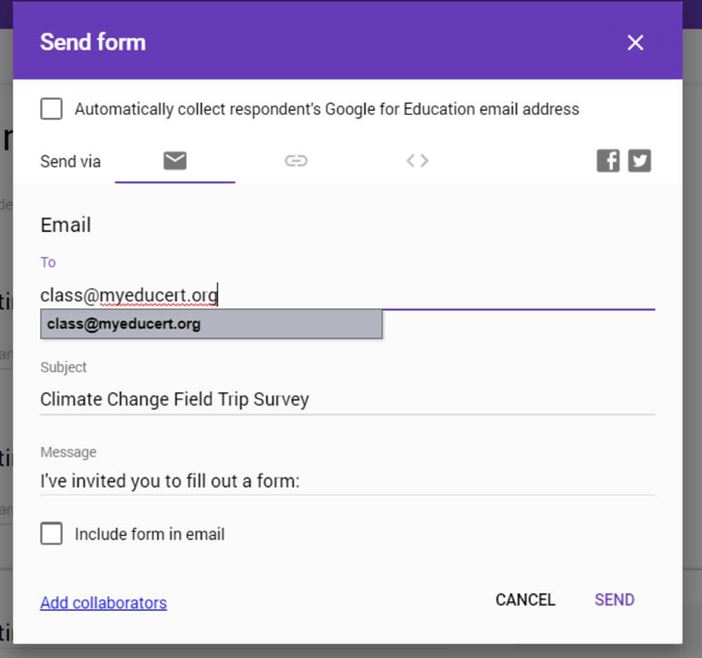 Send form
Automatically collect respondent's Google for Education email address
Send via
Email
To
class@myeducert.org
class@myeducert.org
Subject
Climate Change Field Trip Survey
Message
I've invited you to fill out a form:
Include form in email
Add collaborators
CANCEL
SEND